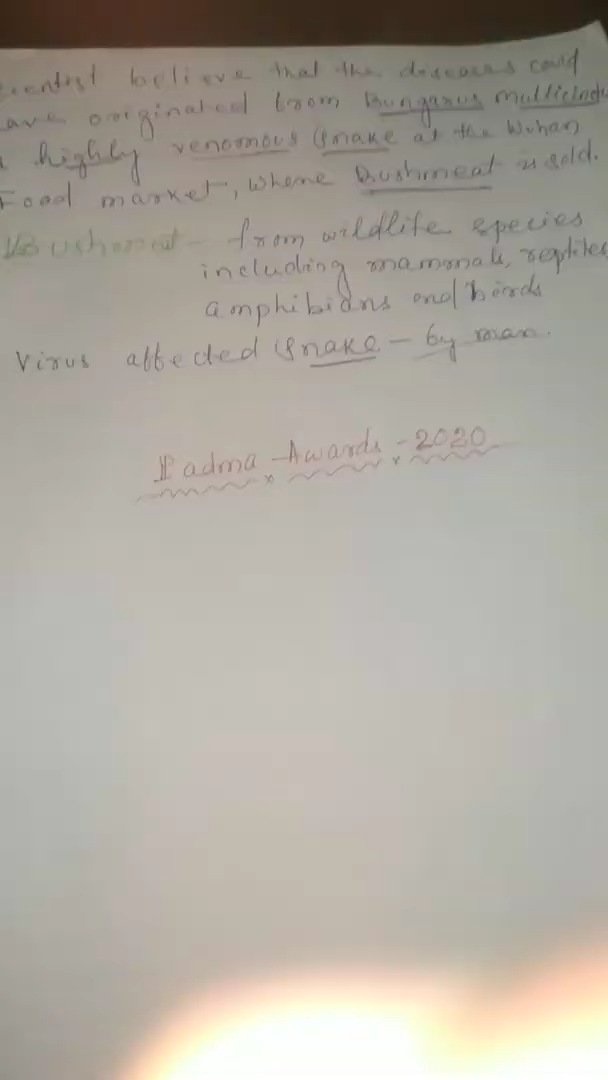 believe that the diseases could
originated from Bungarus multicinctu
highly venomous snake at the Wuhan
Food market, where Bushmeat is sold.
Bushmeat - from wildlife species
including mammals, reptiles,
amphibians and birds
Virus affected snake - by man.
Padma Awards - 2020